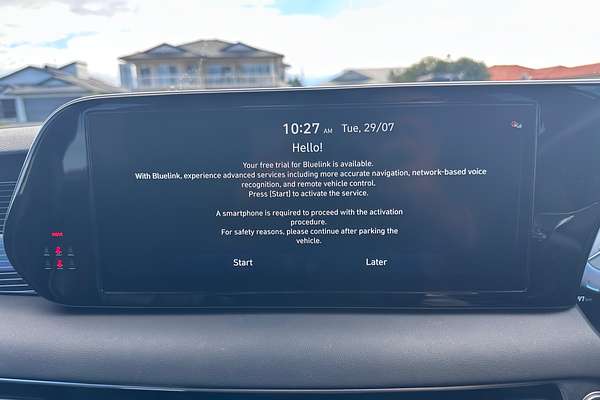 10:27 AM Tue, 29/07
Hello!
Your free trial for Bluelink is available.
With Bluelink, experience advanced services including more accurate navigation, network-based voice
recognition, and remote vehicle control.
Press [Start] to activate the service.
A smartphone is required to proceed with the activation
procedure.
For safety reasons, please continue after parking the
vehicle.
Start Later
97